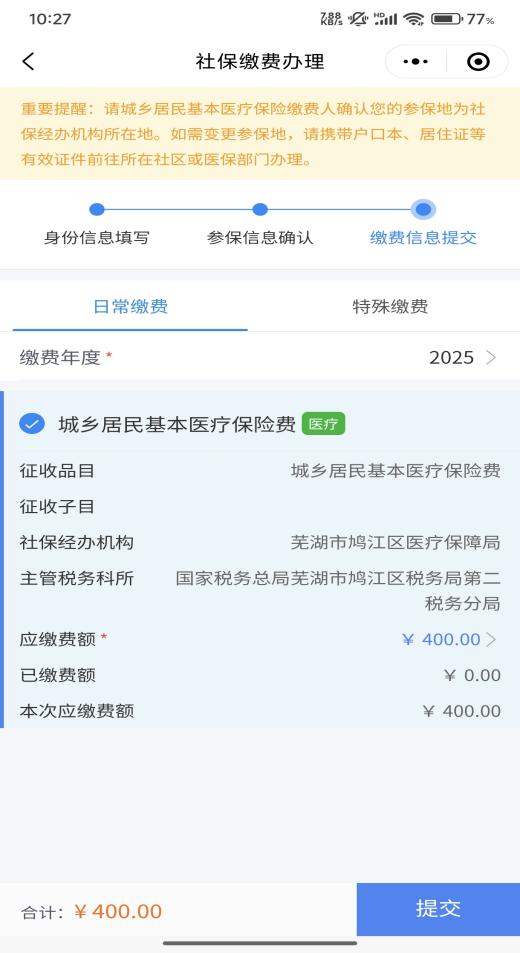 10:27
7.88 KB/s HD 77%
社保缴费办理
重要提醒：请城乡居民基本医疗保险缴费人确认您的参保地为社
保经办机构所在地。如需变更参保地，请携带户口本、居住证等
有效证件前往所在社区或医保部门办理。
身份信息填写 参保信息确认 缴费信息提交
日常缴费 特殊缴费
缴费年度* 2025
城乡居民基本医疗保险费 医疗
征收品目 城乡居民基本医疗保险费
征收子目
社保经办机构 芜湖市鸠江区医疗保障局
主管税务科所 国家税务总局芜湖市鸠江区税务局第二
税务分局
应缴费额* ¥ 400.00
已缴费额 ¥ 0.00
本次应缴费额 ¥ 400.00
合计：¥400.00 提交